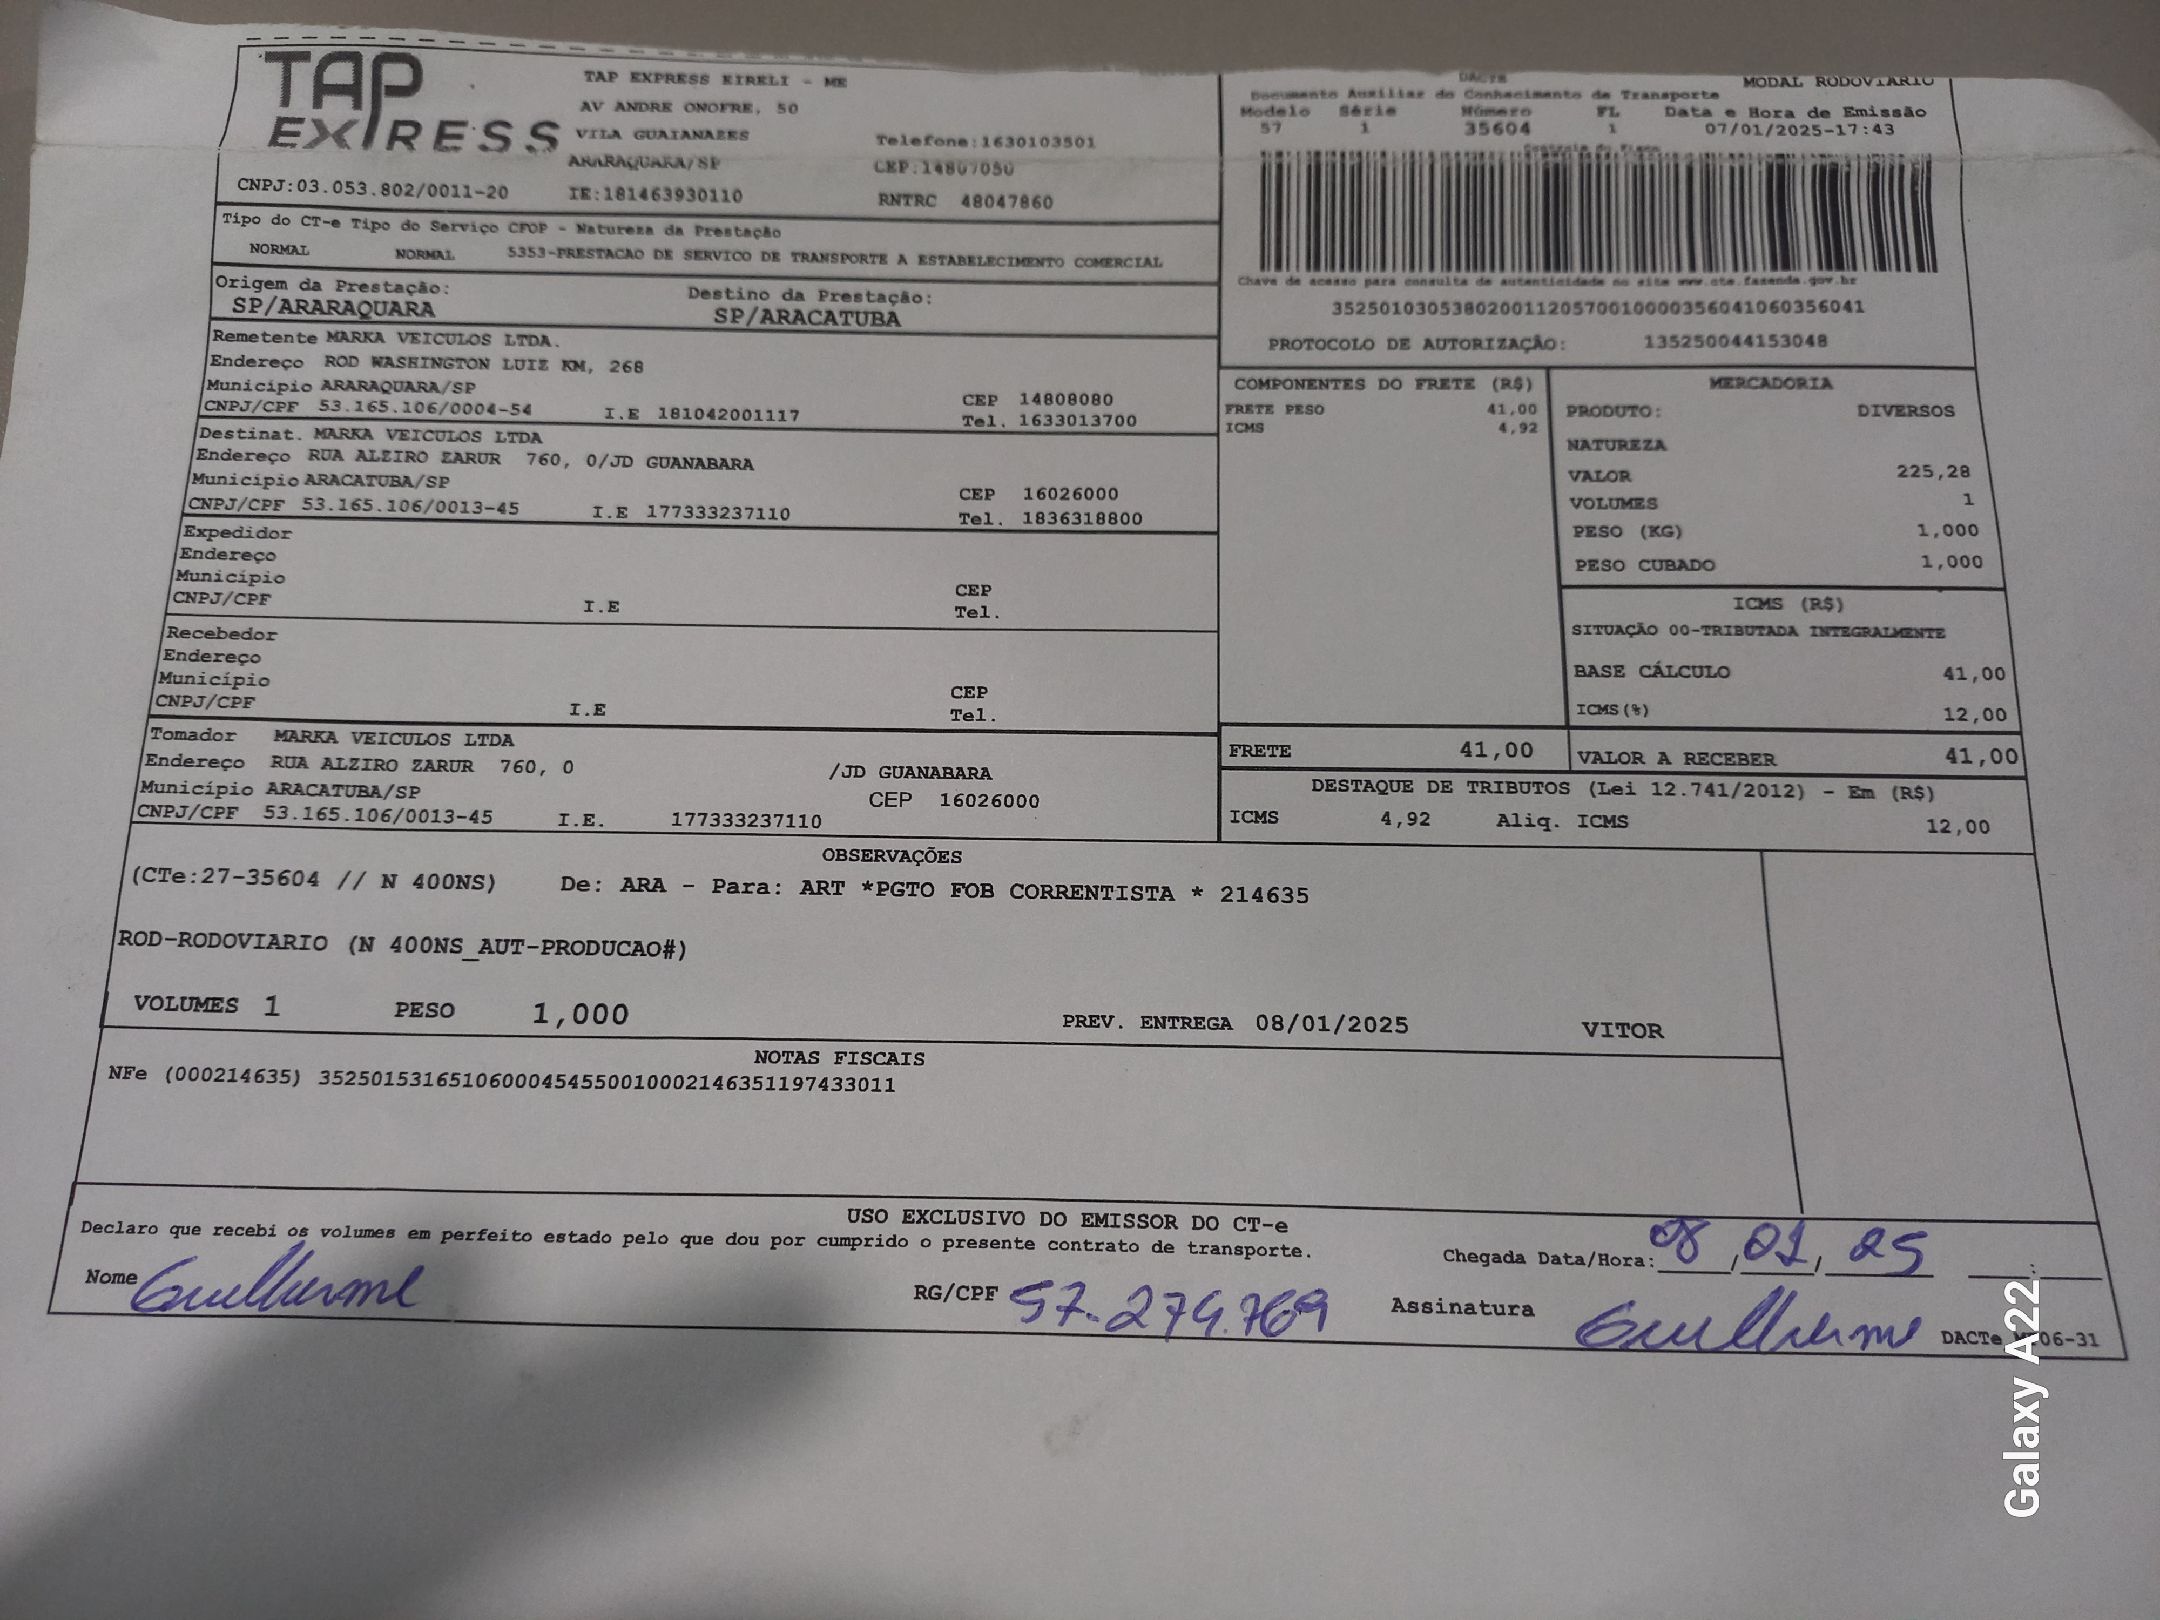 TAP EXPRESS
TAP EXPRESS EIRELI - ME
AV ANDRE ONOFRE, 50
VILA GUAIANAZES
Telefone:1630103501
ARARAQUARA/SP
CEP:14807050
CNPJ:03.053.802/0011-20
IE:181463930110
RNTRC 48047860
DACTE
MODAL RODOVIARIO
Documento Auxiliar do Conhecimento de Transporte
Modelo Série Número FL Data e Hora de Emissão
57 1 35604 1 07/01/2025-17:43
Controle do Fisco
Chave de acesso para consulta de autenticidade no site www.cte.fazenda.gov.br
35250103053802001120570010000356041060356041
PROTOCOLO DE AUTORIZAÇÃO: 135250044153048
Tipo do CT-e Tipo do Serviço CFOP - Natureza da Prestação
NORMAL NORMAL 5353-PRESTACAO DE SERVICO DE TRANSPORTE A ESTABELECIMENTO COMERCIAL
Origem da Prestação: Destino da Prestação:
SP/ARARAQUARA SP/ARACATUBA
Remetente MARKA VEICULOS LTDA.
Endereço ROD WASHINGTON LUIZ KM, 268
Município ARARAQUARA/SP CEP 14808080
CNPJ/CPF 53.165.106/0004-54 I.E 181042001117 Tel. 1633013700
Destinat. MARKA VEICULOS LTDA
Endereço RUA ALZIRO ZARUR 760, 0/JD GUANABARA
Município ARACATUBA/SP CEP 16026000
CNPJ/CPF 53.165.106/0013-45 I.E 177333237110 Tel. 1836318800
Expedidor
Endereço
Município CEP
CNPJ/CPF I.E Tel.
Recebedor
Endereço
Município CEP
CNPJ/CPF I.E Tel.
Tomador MARKA VEICULOS LTDA
Endereço RUA ALZIRO ZARUR 760, 0 /JD GUANABARA
Município ARACATUBA/SP CEP 16026000
CNPJ/CPF 53.165.106/0013-45 I.E. 177333237110
COMPONENTES DO FRETE (R$)
FRETE PESO 41,00
ICMS 4,92
MERCADORIA
PRODUTO: DIVERSOS
NATUREZA
VALOR 225,28
VOLUMES 1
PESO (KG) 1,000
PESO CUBADO 1,000
ICMS (R$)
SITUAÇÃO 00-TRIBUTADA INTEGRALMENTE
BASE CÁLCULO 41,00
ICMS(%) 12,00
FRETE 41,00 VALOR A RECEBER 41,00
DESTAQUE DE TRIBUTOS (Lei 12.741/2012) - Em (R$)
ICMS 4,92 Aliq. ICMS 12,00
OBSERVAÇÕES
(CTe:27-35604 // N 400NS) De: ARA - Para: ART *PGTO FOB CORRENTISTA * 214635
ROD-RODOVIARIO (N 400NS_AUT-PRODUCAO#)
VOLUMES 1 PESO 1,000 PREV. ENTREGA 08/01/2025 VITOR
NOTAS FISCAIS
NFe (000214635) 35250153165106000454550010002146351197433011
USO EXCLUSIVO DO EMISSOR DO CT-e
Declaro que recebi os volumes em perfeito estado pelo que dou por cumprido o presente contrato de transporte.
Chegada Data/Hora: 08/01/25 __:__
Nome Guilherme RG/CPF 57.274.769 Assinatura Guilherme
Galaxy A22